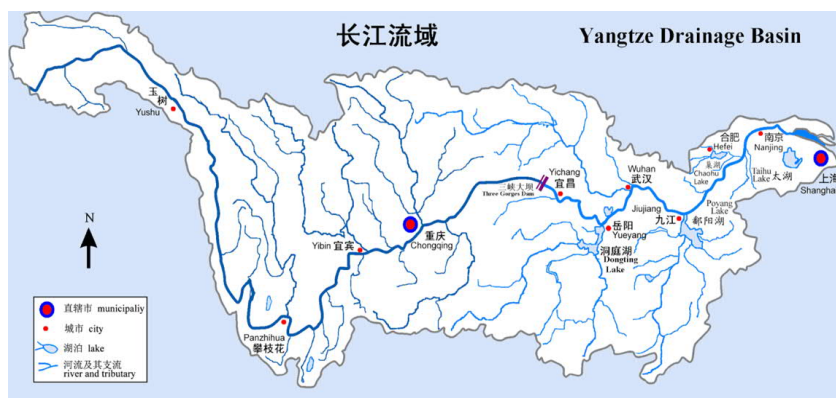 长江流域
Yangtze Drainage Basin
玉
树
Yushu
合肥
Hefei
南京
Nanjing
巢湖
Chaohu
Lake
Taihu
Lake
太湖
上海
Shangha
Yichang
宜昌
三峡大坝
Three Gorges Dam
Wuhan
武汉
Jiujiang
九江
Poyang
Lake
鄱阳湖
岳阳
Yueyang
洞庭湖
Dongting
Lake
重庆
Chongqing
Yibin 宜宾
Panzhihua
攀枝花
N
直辖市 municipaliy
城市 city
湖泊 lake
河流及其支流
river and tributary